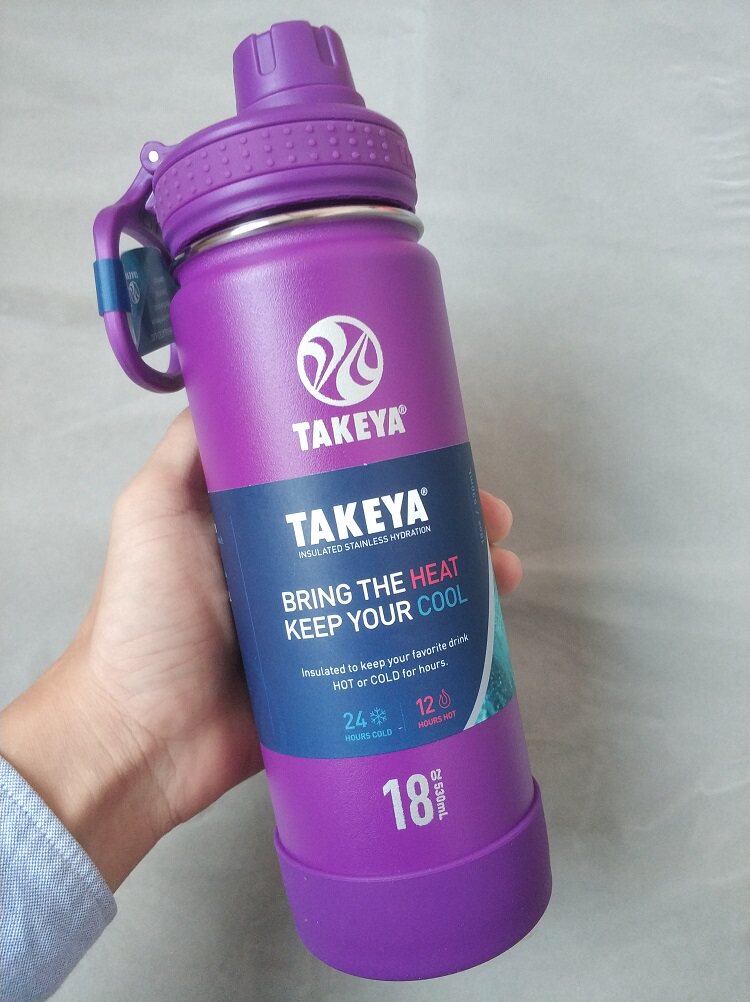 TAKEYA®
TAKEYA®
INSULATED STAINLESS HYDRATION
BRING THE HEAT
KEEP YOUR COOL
Insulated to keep your favorite drink
HOT or COLD for hours.
24
HOURS COLD
12
HOURS HOT
18 oz 530mL